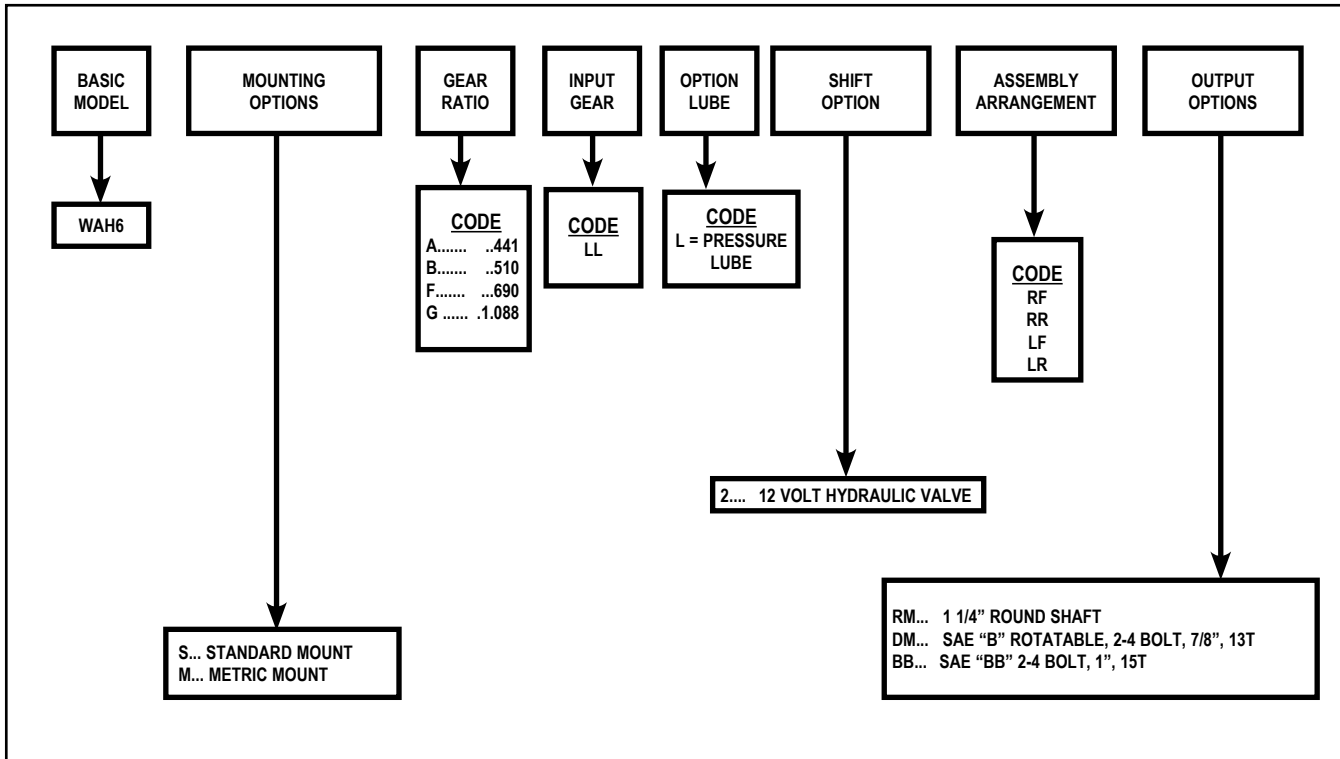 BASIC
MODEL
MOUNTING
OPTIONS
GEAR
RATIO
INPUT
GEAR
OPTION
LUBE
SHIFT
OPTION
ASSEMBLY
ARRANGEMENT
OUTPUT
OPTIONS
WAH6
CODE
A....... ..441
B....... ..510
F....... ...690
G ...... .1.088
CODE
LL
CODE
L = PRESSURE
LUBE
CODE
RF
RR
LF
LR
2.... 12 VOLT HYDRAULIC VALVE
S... STANDARD MOUNT
M... METRIC MOUNT
RM... 1 1/4” ROUND SHAFT
DM... SAE “B” ROTATABLE, 2-4 BOLT, 7/8”, 13T
BB... SAE “BB” 2-4 BOLT, 1”, 15T